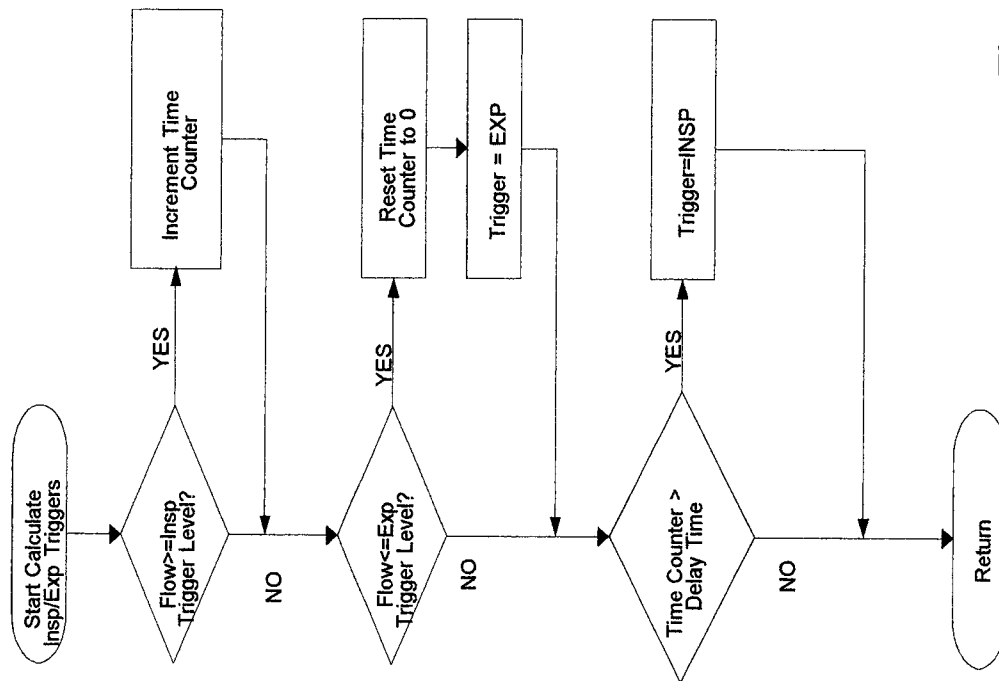 Start Calculate
Insp/Exp Triggers
Flow>=Insp
Trigger Level?
YES
Increment Time
Counter
NO
Flow<=Exp
Trigger Level?
YES
Reset Time
Counter to 0
Trigger = EXP
NO
Time Counter >
Delay Time
YES
Trigger=INSP
NO
Return